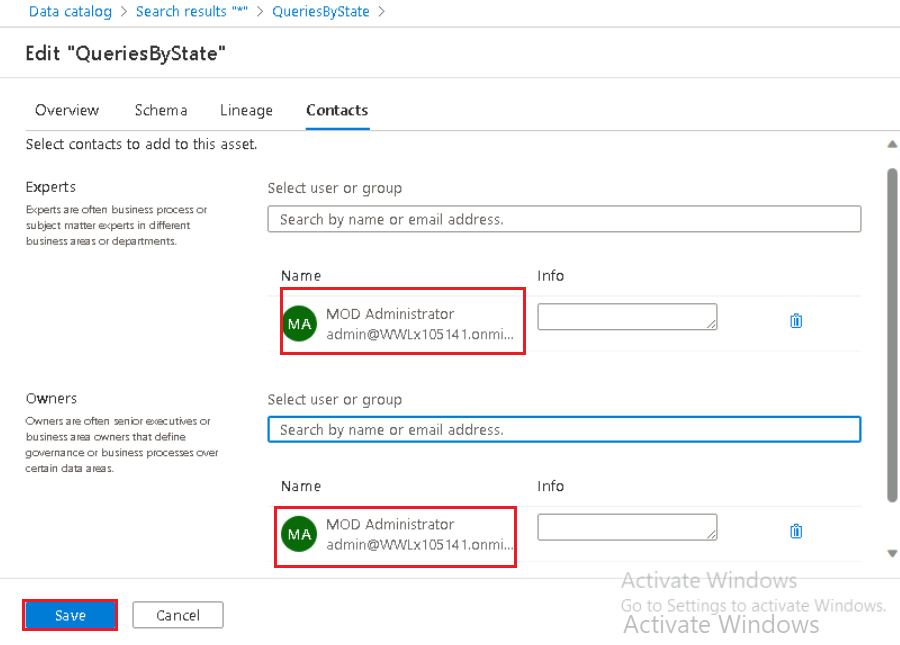 Data catalog > Search results "*" > QueriesByState >
Edit "QueriesByState"
Overview Schema Lineage Contacts
Select contacts to add to this asset.
Experts
Experts are often business process or
subject matter experts in different
business areas or departments.
Select user or group
Search by name or email address.
Name Info
MA
MOD Administrator
admin@WWLx105141.onmi...
Owners
Owners are often senior executives or
business area owners that define
governance or business processes over
certain data areas.
Select user or group
Search by name or email address.
Name Info
MA
MOD Administrator
admin@WWLx105141.onmi...
Save Cancel
Activate Windows
Go to Settings to activate Windows.
Activate Windows